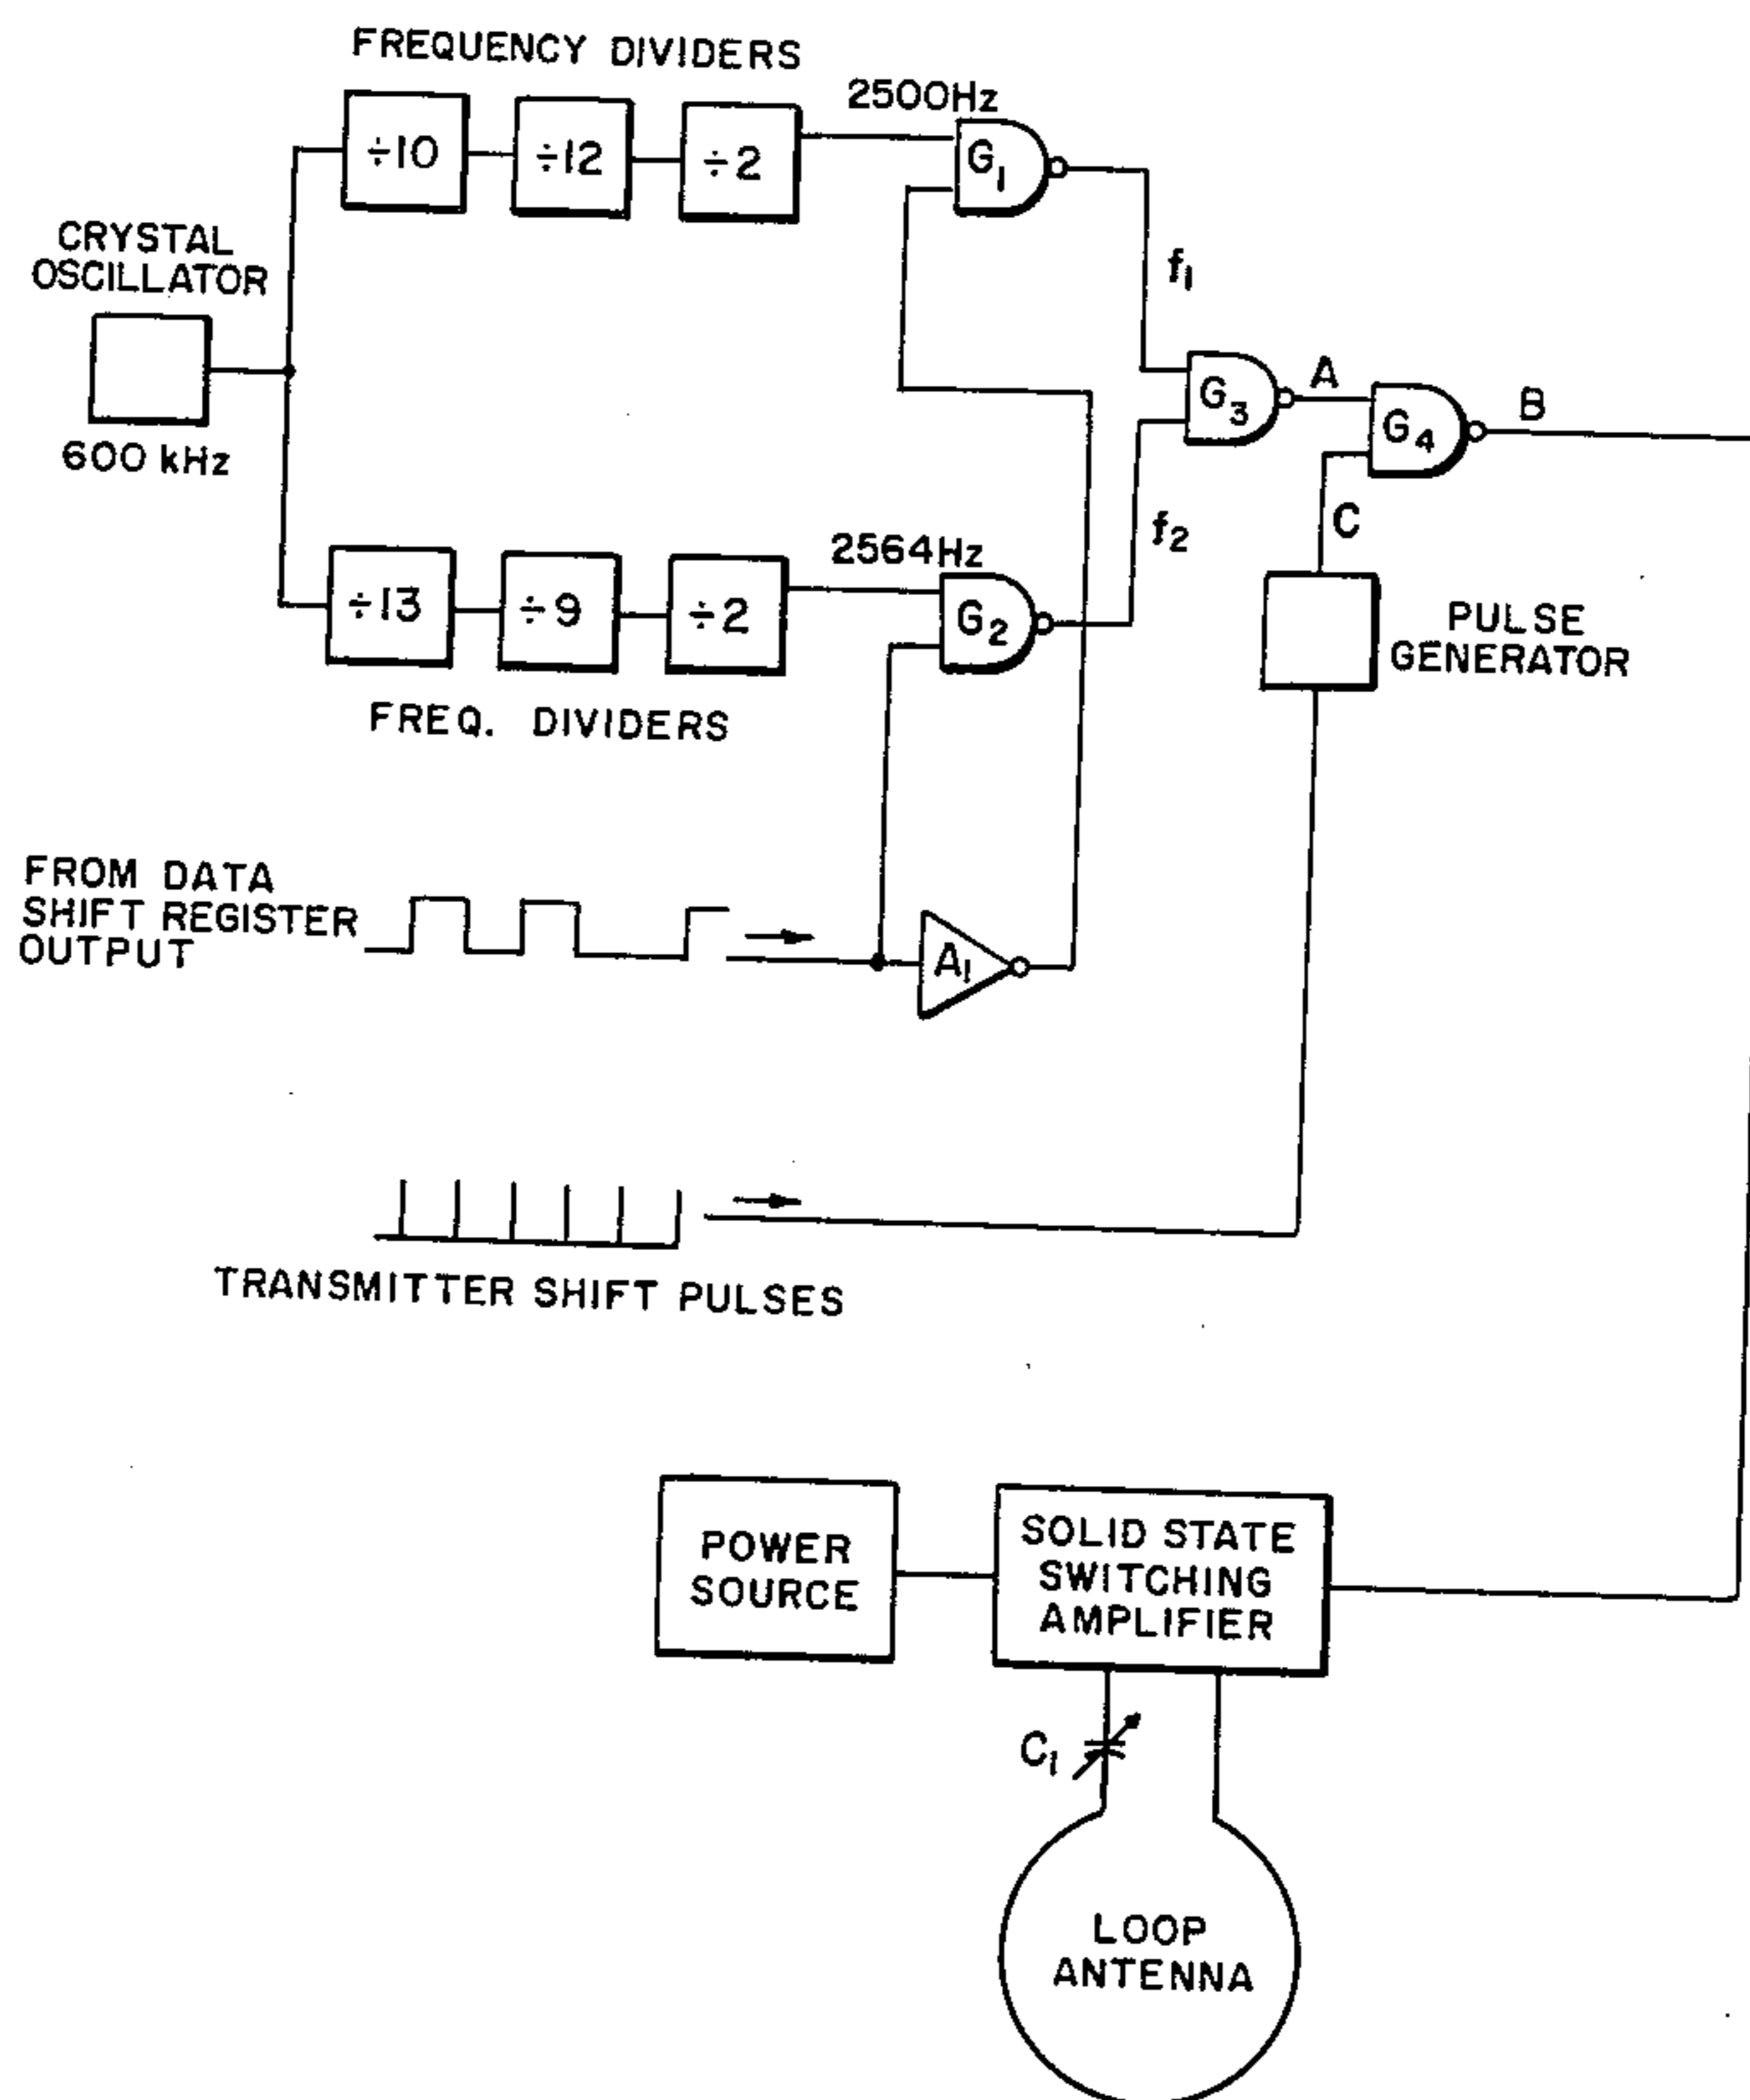 FREQUENCY DIVIDERS
÷10
÷12
÷2
2500Hz
G1
CRYSTAL
OSCILLATOR
600 kHz
f1
G3
A
G4
B
C
÷13
÷9
÷2
2564Hz
G2
f2
PULSE
GENERATOR
FREQ. DIVIDERS
FROM DATA
SHIFT REGISTER
OUTPUT
A1
TRANSMITTER SHIFT PULSES
POWER
SOURCE
SOLID STATE
SWITCHING
AMPLIFIER
C1
LOOP
ANTENNA